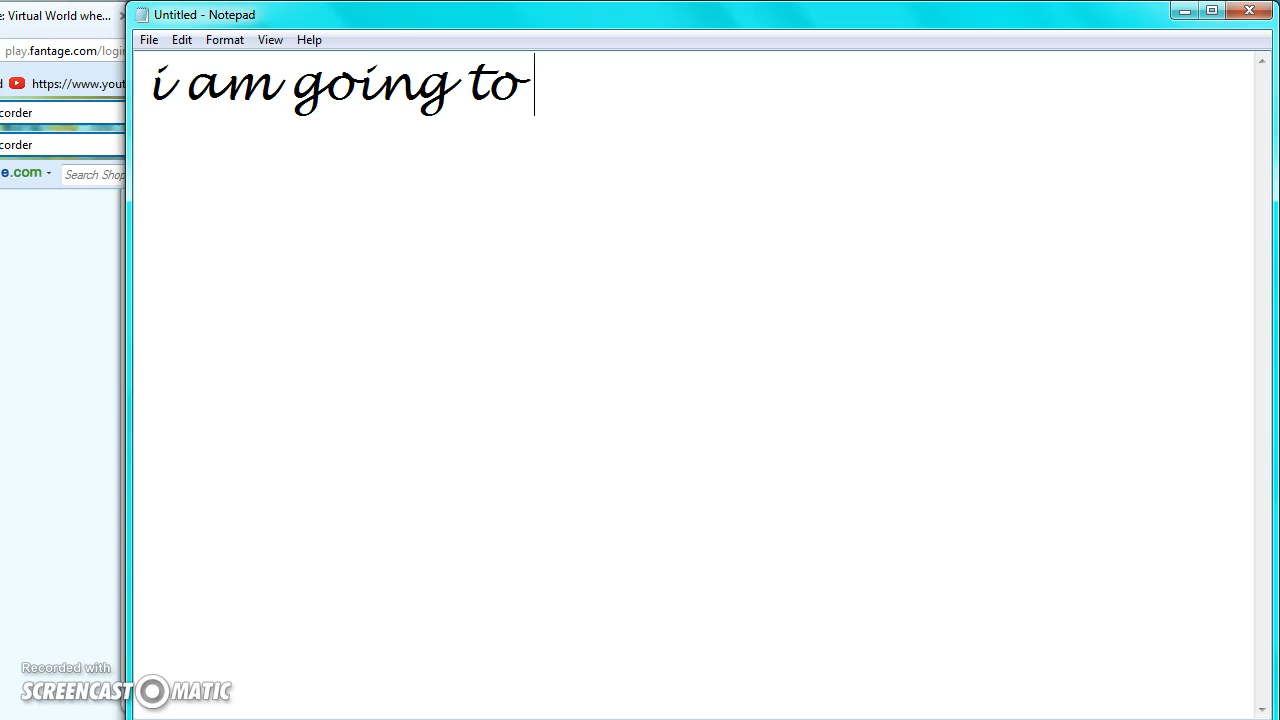 : Virtual World whe...
Untitled - Notepad
File Edit Format View Help
play.fantage.com/login
https://www.yout
i am going to
corder
corder
e.com
Search Shop
Recorded with
SCREENCAST-O-MATIC